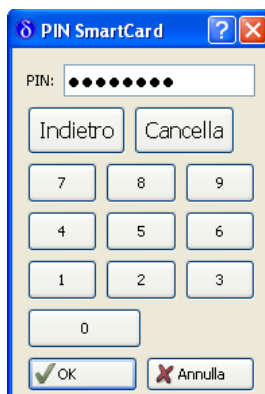 δ PIN SmartCard ?
PIN: ●●●●●●●●
Indietro Cancella
7 8 9
4 5 6
1 2 3
0
OK Annulla